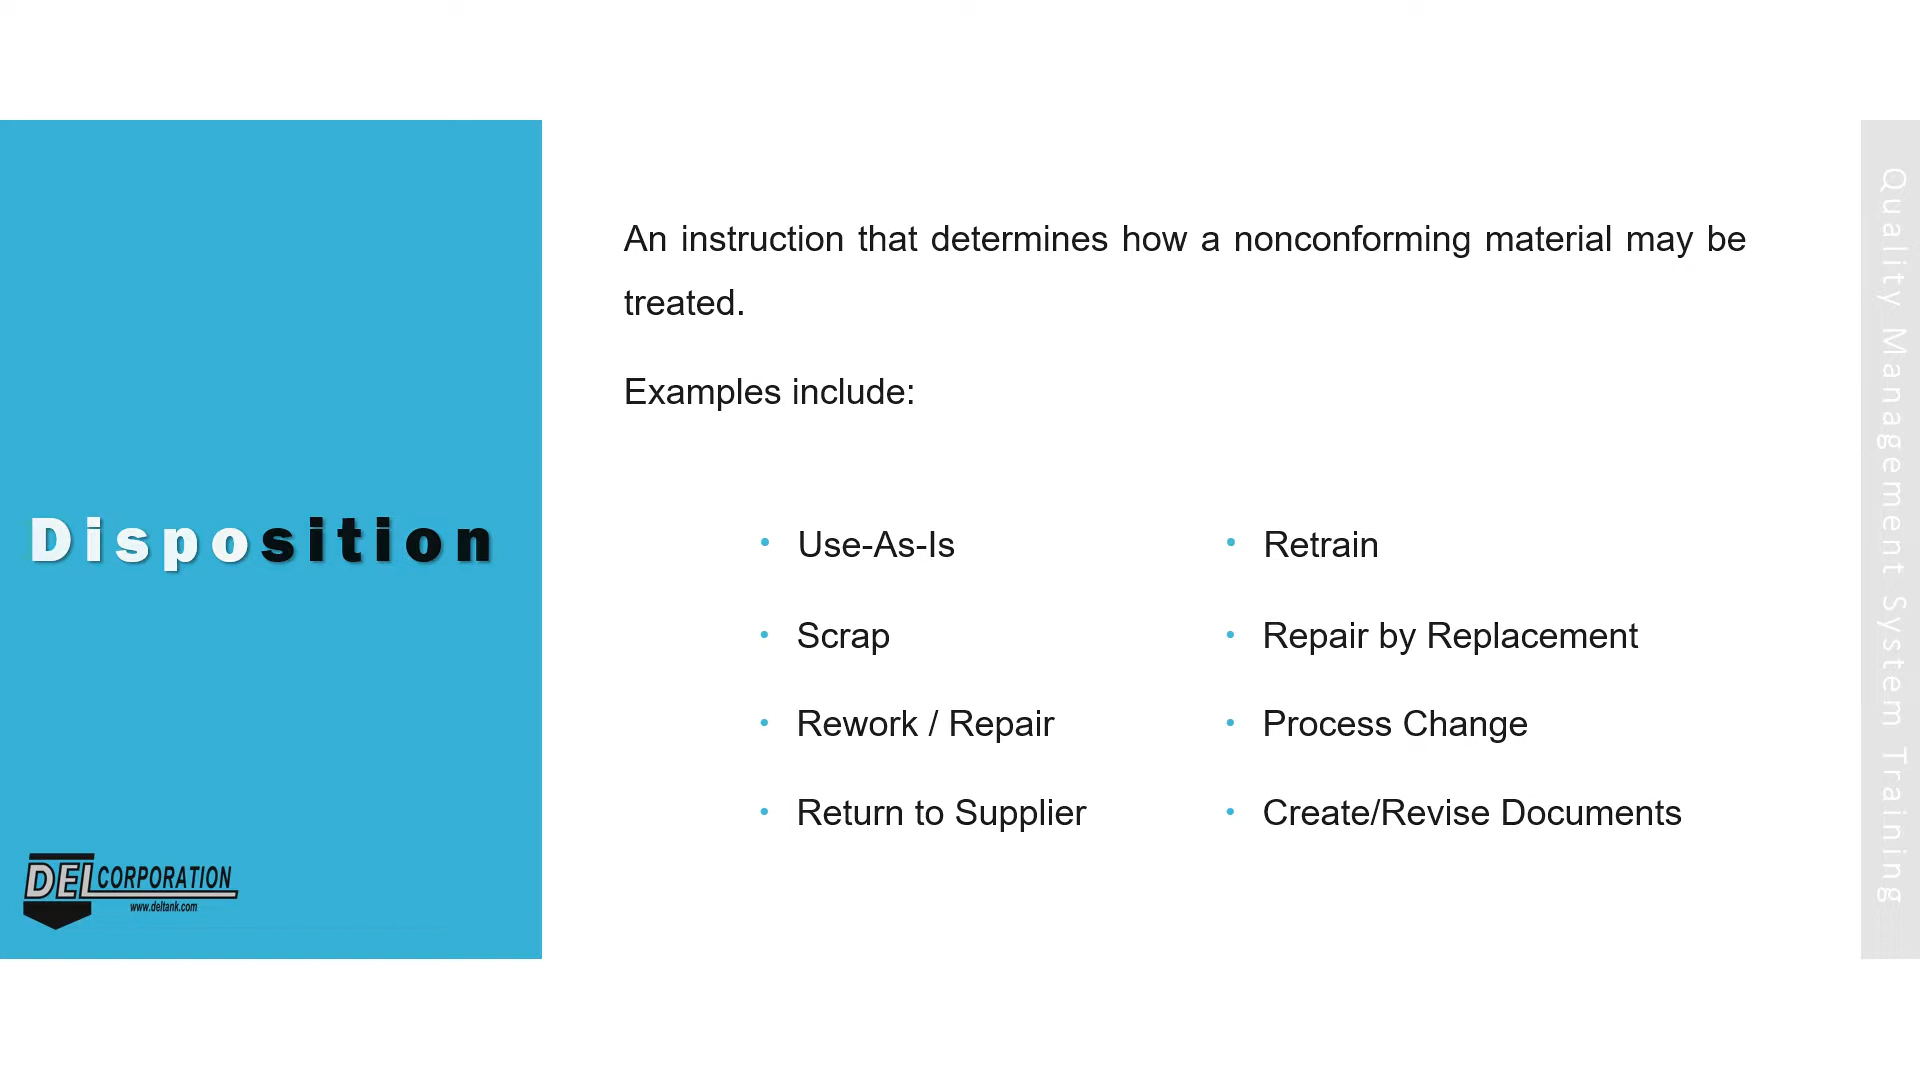 Disposition
An instruction that determines how a nonconforming material may be
treated.
Examples include:
• Use-As-Is
• Scrap
• Rework / Repair
• Return to Supplier
• Retrain
• Repair by Replacement
• Process Change
• Create/Revise Documents
DEL CORPORATION
www.deltank.com
Quality Management System Training